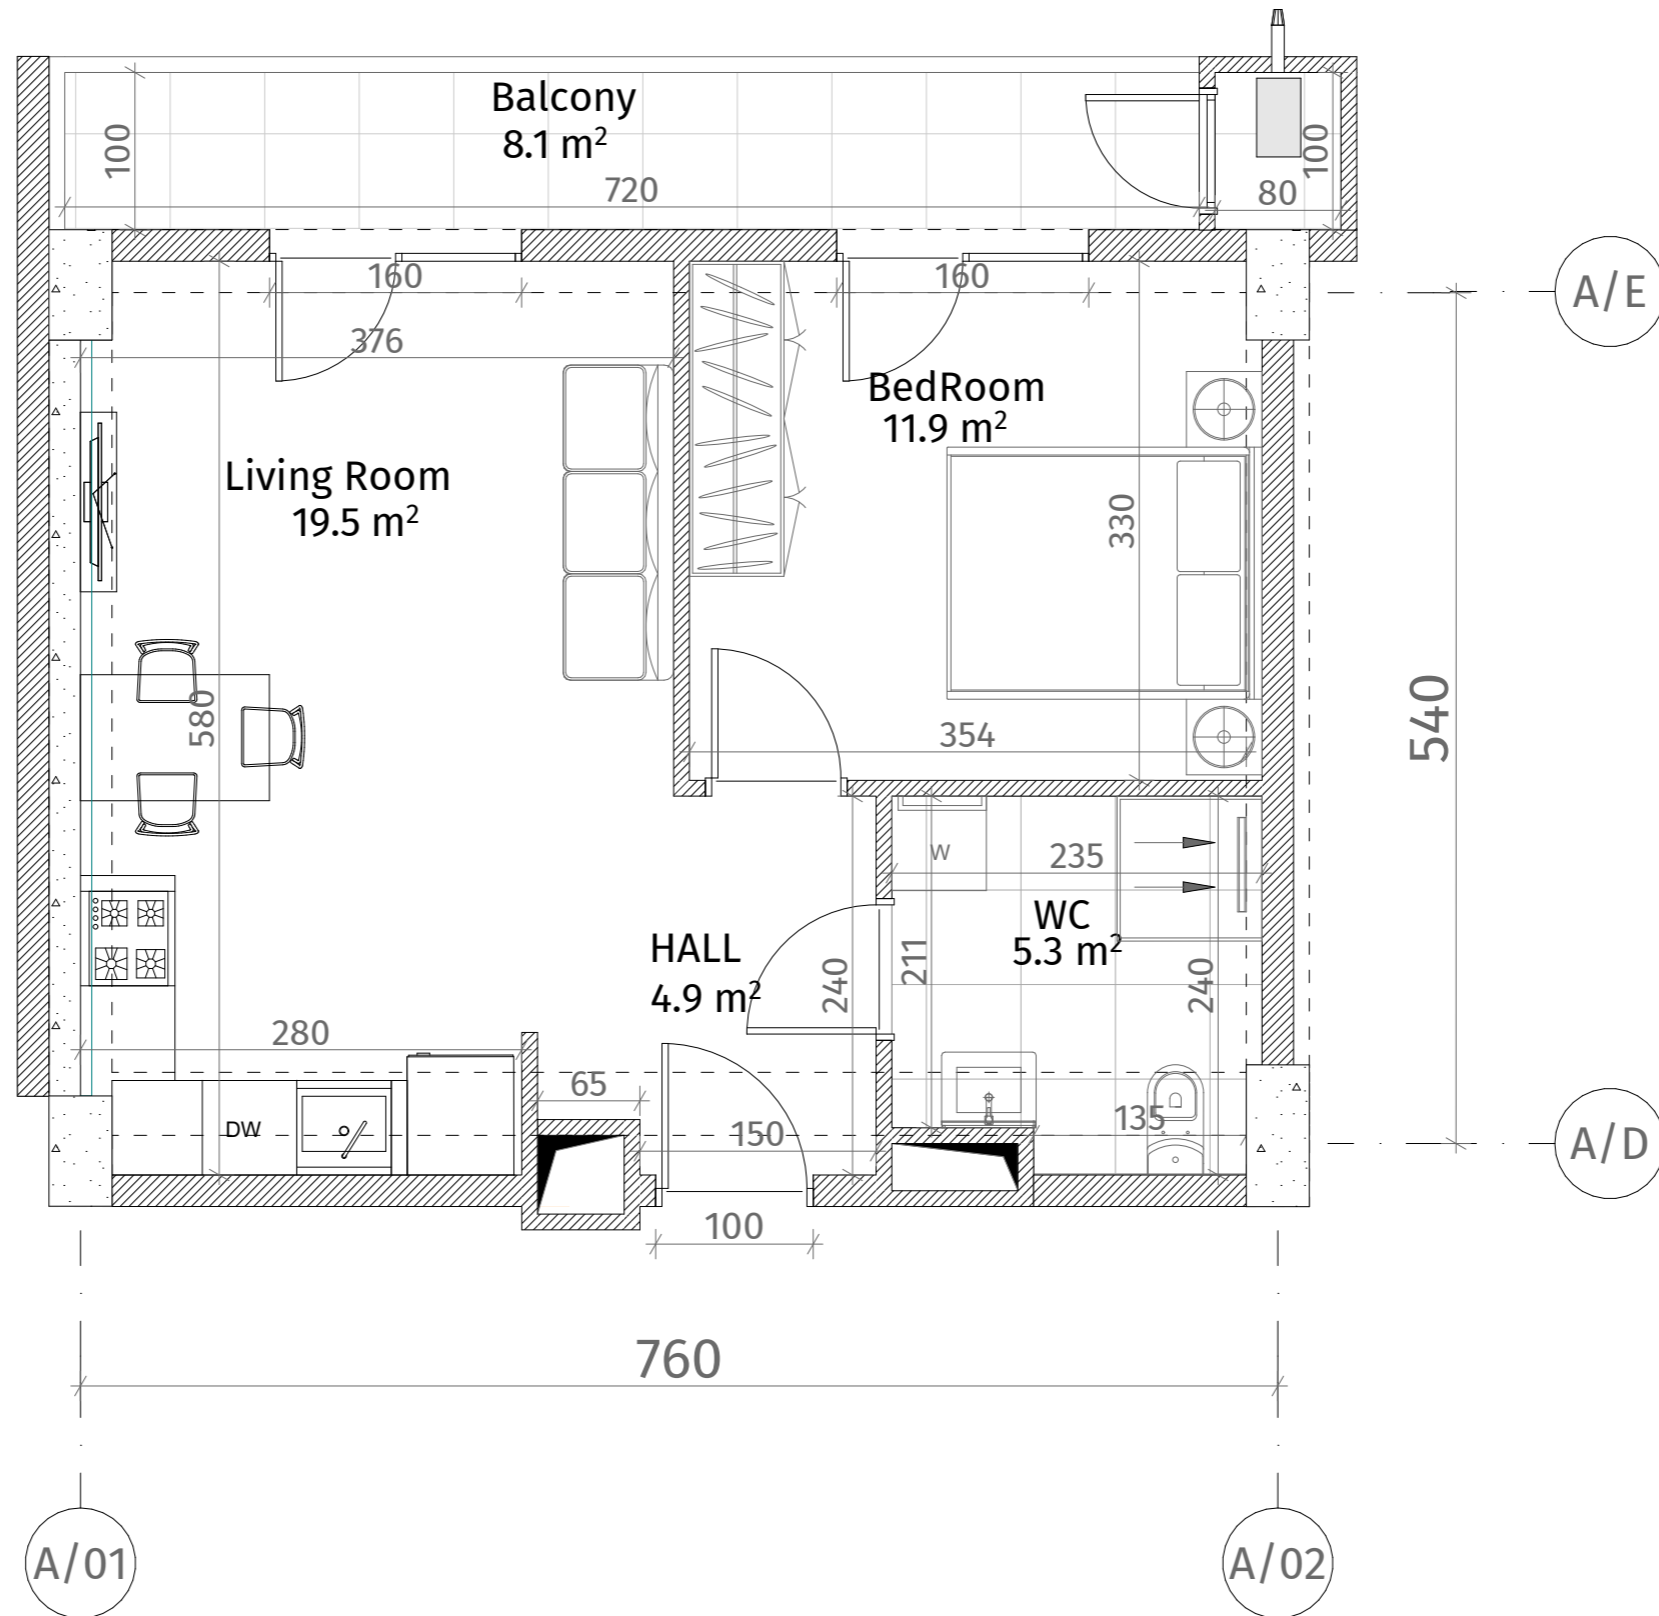 Balcony
8.1 m²
100
720
80
100
160
160
A/E
376
BedRoom
11.9 m²
Living Room
19.5 m²
330
580
354
540
W
235
WC
5.3 m²
HALL
4.9 m²
211
240
240
280
65
DW
150
135
A/D
100
760
A/01
A/02